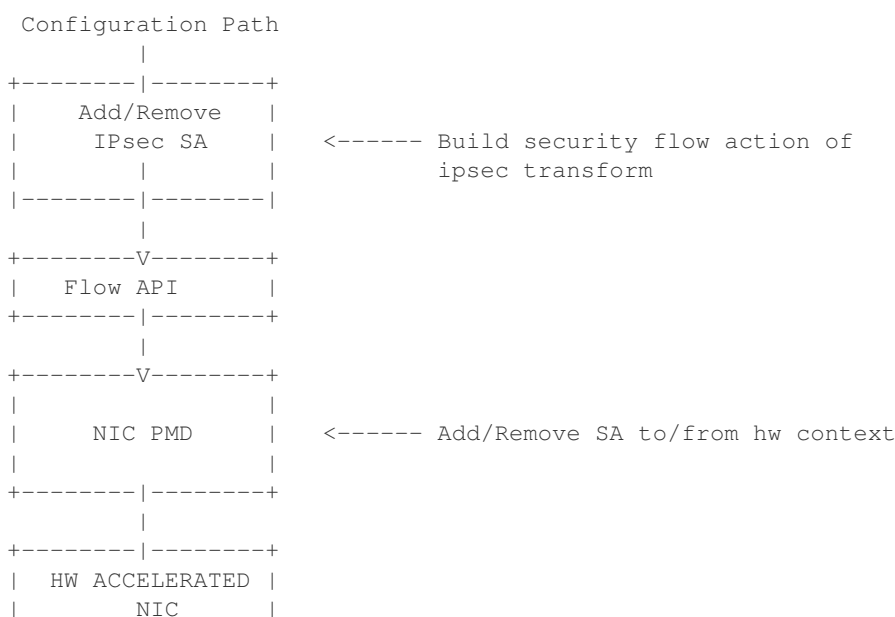 Configuration Path
         |
+--------|--------+
|    Add/Remove   |
|     IPsec SA    |   <------ Build security flow action of
|        |        |           ipsec transform
|--------|--------|
         |
+--------V--------+
|   Flow API      |
+--------|--------+
         |
+--------V--------+
|                 |
|     NIC PMD     |   <------ Add/Remove SA to/from hw context
|                 |
+--------|--------+
         |
+--------|--------+
|  HW ACCELERATED |
|        NIC      |